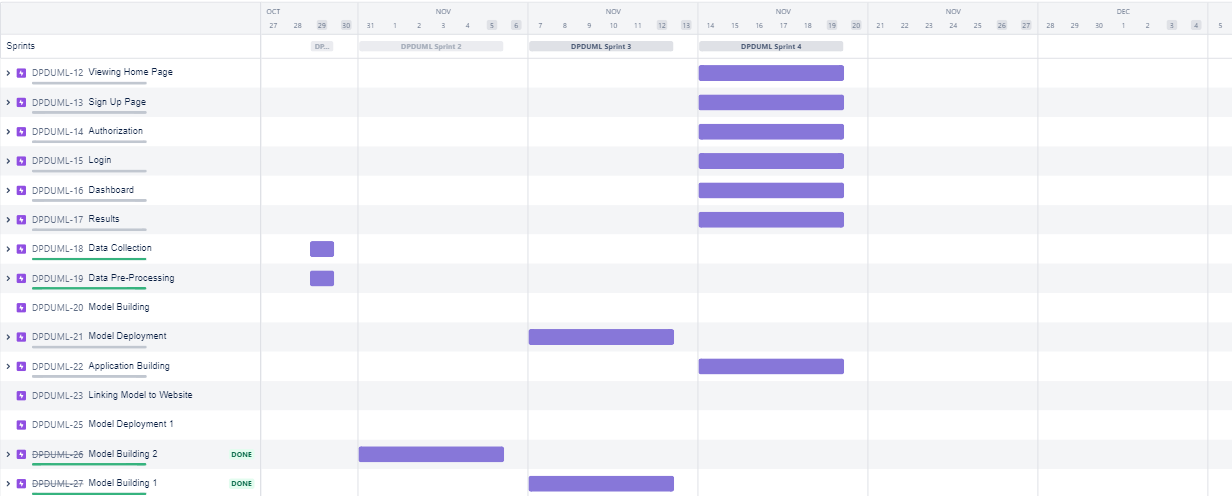 OCT NOV NOV NOV NOV DEC
27 28 29 30 31 1 2 3 4 5 6 7 8 9 10 11 12 13 14 15 16 17 18 19 20 21 22 23 24 25 26 27 28 29 30 1 2 3 4 5
Sprints DP... DPDUML Sprint 2 DPDUML Sprint 3 DPDUML Sprint 4
DPDUML-12 Viewing Home Page
DPDUML-13 Sign Up Page
DPDUML-14 Authorization
DPDUML-15 Login
DPDUML-16 Dashboard
DPDUML-17 Results
DPDUML-18 Data Collection
DPDUML-19 Data Pre-Processing
DPDUML-20 Model Building
DPDUML-21 Model Deployment
DPDUML-22 Application Building
DPDUML-23 Linking Model to Website
DPDUML-25 Model Deployment 1
DPDUML-26 Model Building 2 DONE
DPDUML-27 Model Building 1 DONE